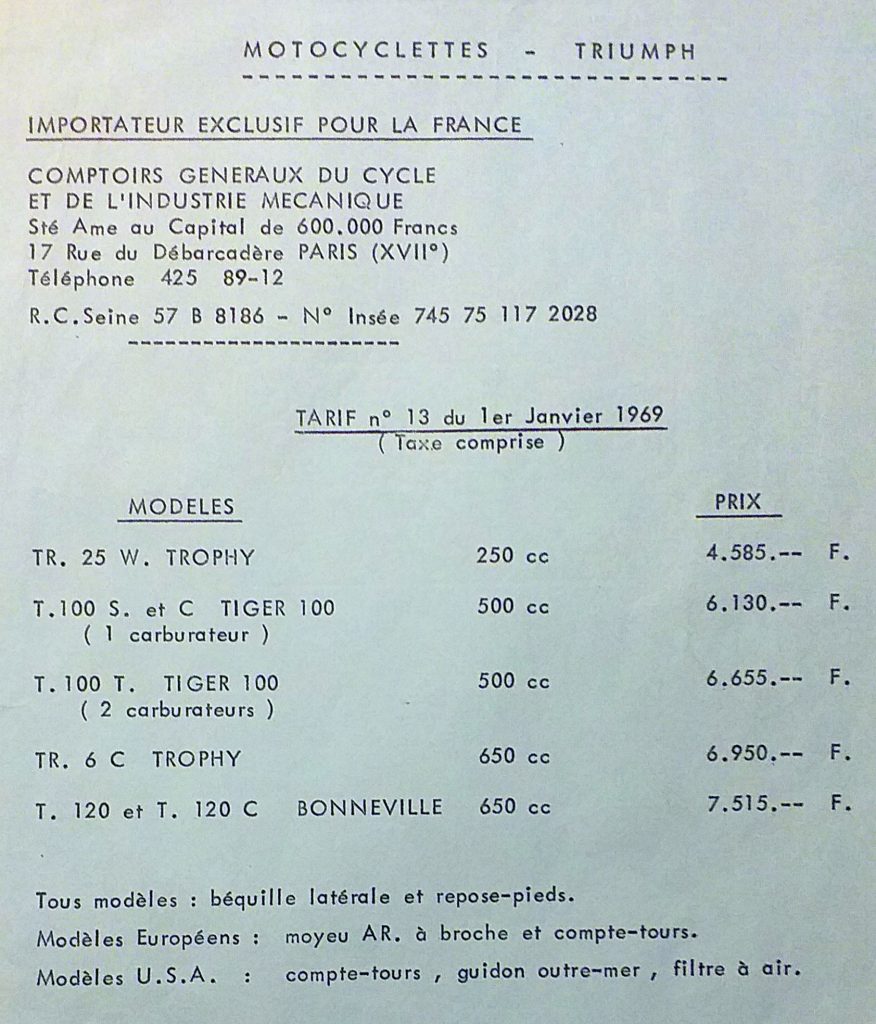 MOTOCYCLETTES - TRIUMPH
IMPORTATEUR EXCLUSIF POUR LA FRANCE
COMPTOIRS GENERAUX DU CYCLE
ET DE L'INDUSTRIE MECANIQUE
Sté Ame au Capital de 600.000 Francs
17 Rue du Débarcadère PARIS (XVII°)
Téléphone 425 89-12
R.C.Seine 57 B 8186 - N° Insée 745 75 117 2028
TARIF n° 13 du 1er Janvier 1969
( Taxe comprise )
MODELES PRIX
TR. 25 W. TROPHY 250 cc 4.585.-- F.
T.100 S. et C TIGER 100 500 cc 6.130.-- F.
( 1 carburateur )
T.100 T. TIGER 100 500 cc 6.655.-- F.
( 2 carburateurs )
TR. 6 C TROPHY 650 cc 6.950.-- F.
T. 120 et T. 120 C BONNEVILLE 650 cc 7.515.-- F.
Tous modèles : béquille latérale et repose-pieds.
Modèles Européens : moyeu AR. à broche et compte-tours.
Modèles U.S.A. : compte-tours , guidon outre-mer , filtre à air.